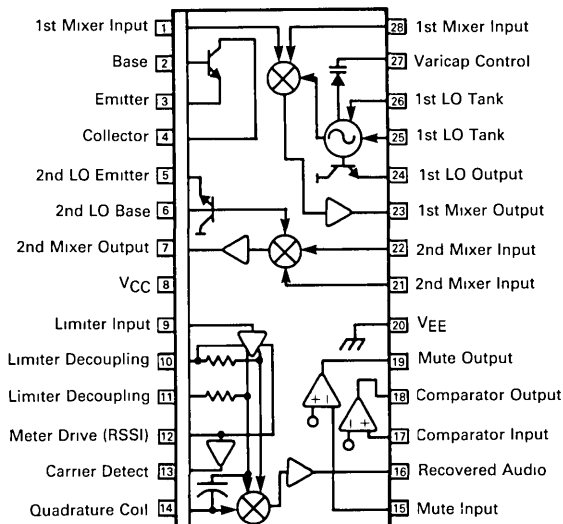 1st Mixer Input 1
Base 2
Emitter 3
Collector 4
2nd LO Emitter 5
2nd LO Base 6
2nd Mixer Output 7
VCC 8
Limiter Input 9
Limiter Decoupling 10
Limiter Decoupling 11
Meter Drive (RSSI) 12
Carrier Detect 13
Quadrature Coil 14
28 1st Mixer Input
27 Varicap Control
26 1st LO Tank
25 1st LO Tank
24 1st LO Output
23 1st Mixer Output
22 2nd Mixer Input
21 2nd Mixer Input
20 VEE
19 Mute Output
18 Comparator Output
17 Comparator Input
16 Recovered Audio
15 Mute Input
+ −
− +